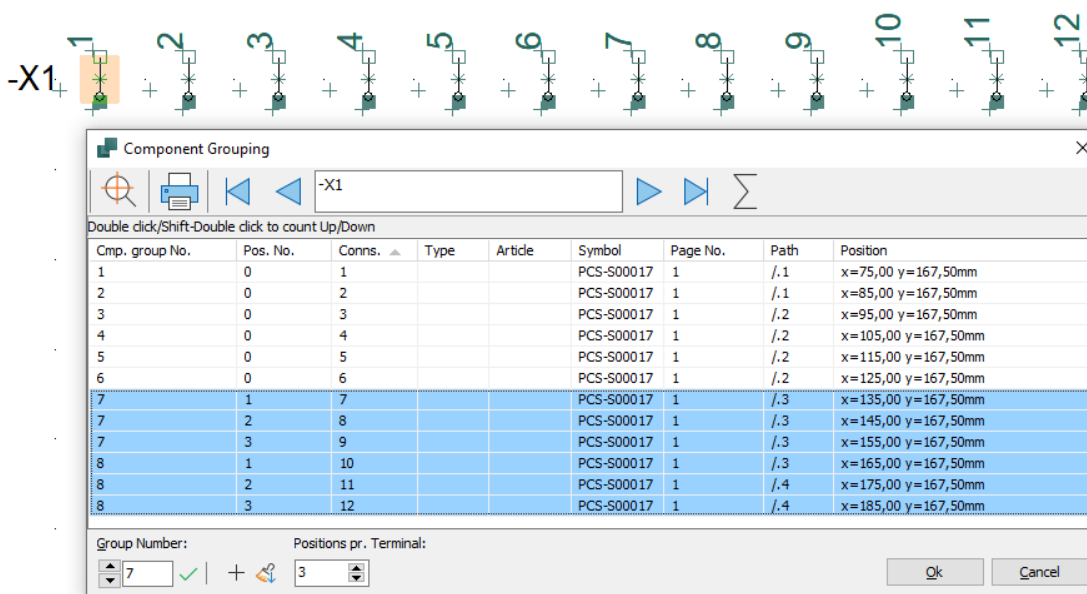 1 2 3 4 5 6 7 8 9 10 11 12
-X1
Component Grouping
-X1
Double click/Shift-Double click to count Up/Down
Cmp. group No. Pos. No. Conns. Type Article Symbol Page No. Path Position
1 0 1 PCS-S00017 1 /.1 x=75,00 y=167,50mm
2 0 2 PCS-S00017 1 /.1 x=85,00 y=167,50mm
3 0 3 PCS-S00017 1 /.2 x=95,00 y=167,50mm
4 0 4 PCS-S00017 1 /.2 x=105,00 y=167,50mm
5 0 5 PCS-S00017 1 /.2 x=115,00 y=167,50mm
6 0 6 PCS-S00017 1 /.2 x=125,00 y=167,50mm
7 1 7 PCS-S00017 1 /.3 x=135,00 y=167,50mm
7 2 8 PCS-S00017 1 /.3 x=145,00 y=167,50mm
7 3 9 PCS-S00017 1 /.3 x=155,00 y=167,50mm
8 1 10 PCS-S00017 1 /.3 x=165,00 y=167,50mm
8 2 11 PCS-S00017 1 /.4 x=175,00 y=167,50mm
8 3 12 PCS-S00017 1 /.4 x=185,00 y=167,50mm
Group Number: Positions pr. Terminal:
7 3 Ok Cancel